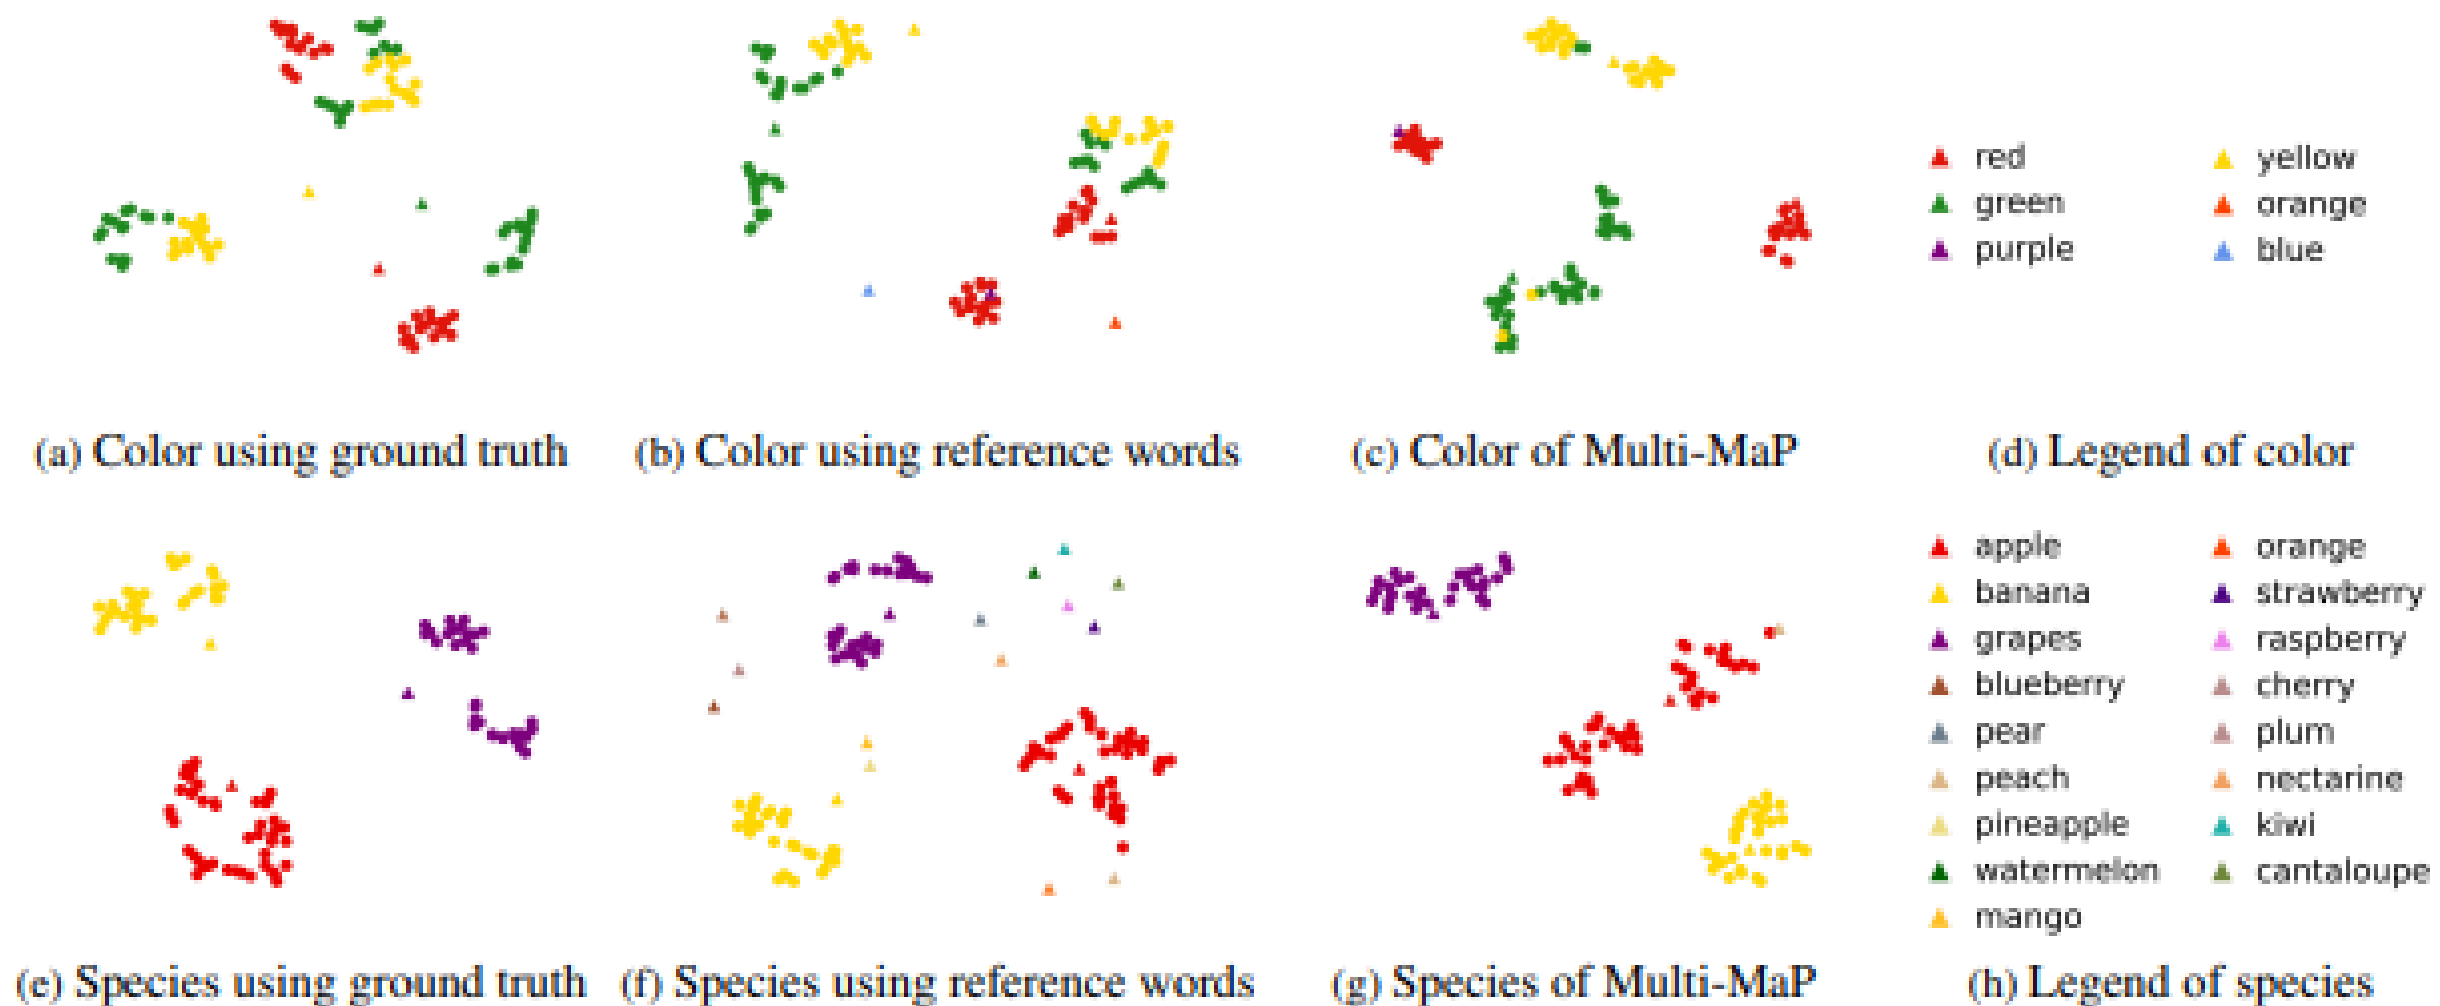 red yellow
green orange
purple blue
(a) Color using ground truth (b) Color using reference words (c) Color of Multi-MaP (d) Legend of color
apple orange
banana strawberry
grapes raspberry
blueberry cherry
pear plum
peach nectarine
pineapple kiwi
watermelon cantaloupe
mango
(e) Species using ground truth (f) Species using reference words (g) Species of Multi-MaP (h) Legend of species